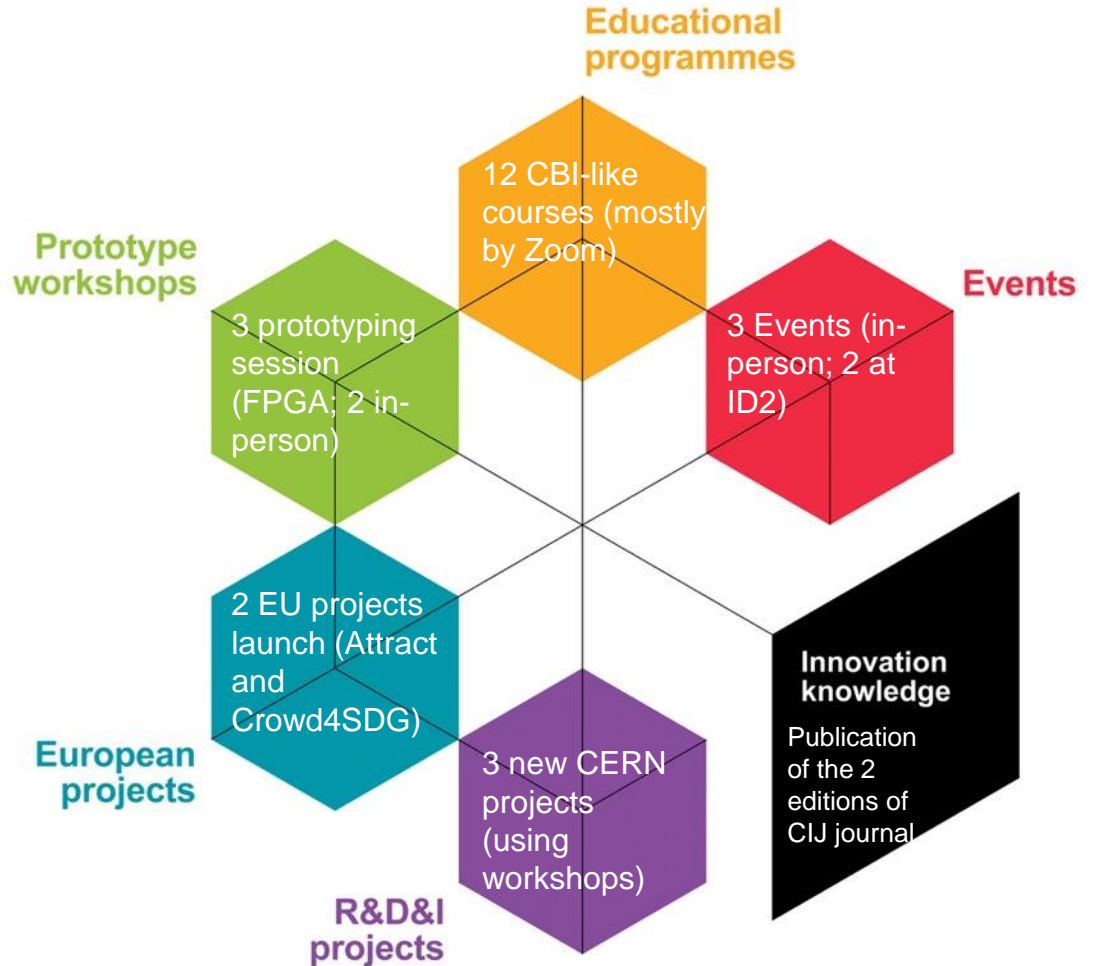 Educational
programmes
12 CBI-like
courses (mostly
by Zoom)
Prototype
workshops
3 prototyping
session
(FPGA; 2 in-
person)
Events
3 Events (in-
person; 2 at
ID2)
2 EU projects
launch (Attract
and
Crowd4SDG)
European
projects
Innovation
knowledge
Publication
of the 2
editions of
CIJ journal
3 new CERN
projects
(using
workshops)
R&D&I
projects